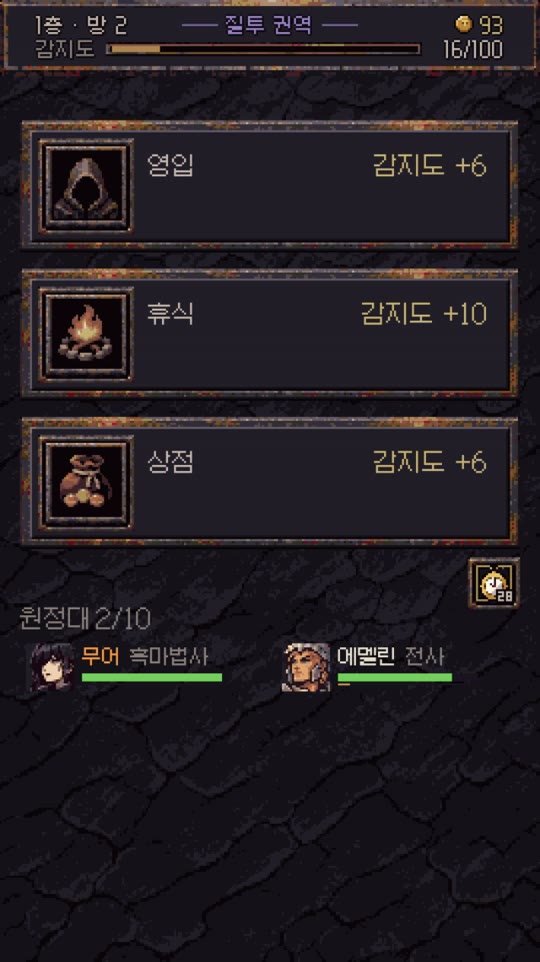 1층 · 방 2
질투 권역
93
감지도
16/100
영입
감지도 +6
휴식
감지도 +10
상점
감지도 +6
28
원정대 2/10
무어 흑마법사
에멜린 전사